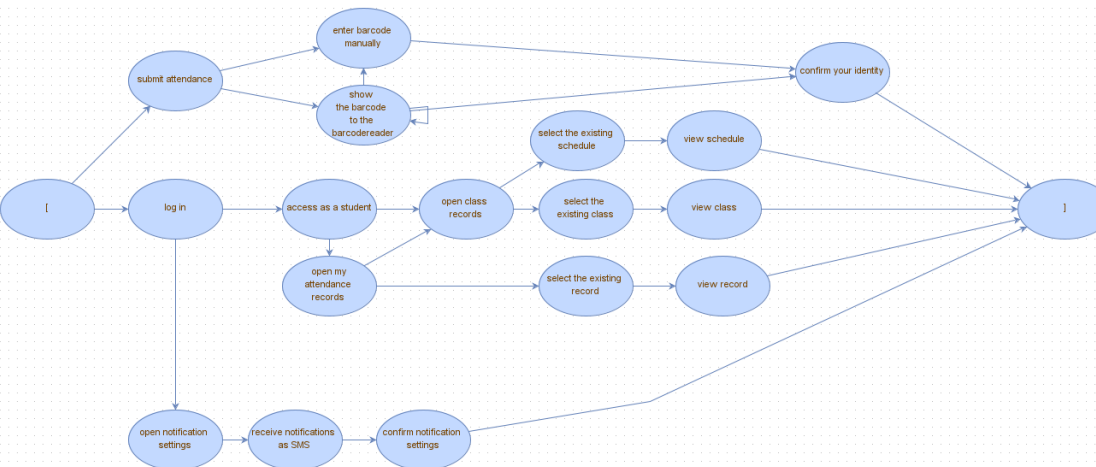 enter barcode
manually
submit attendance
confirm your identity
show
the barcode
to the
barcodereader
select the existing
schedule
view schedule
[
log in
access as a student
open class
records
select the
existing class
view class
]
open my
attendance
records
select the existing
record
view record
open notification
settings
receive notifications
as SMS
confirm notification
settings